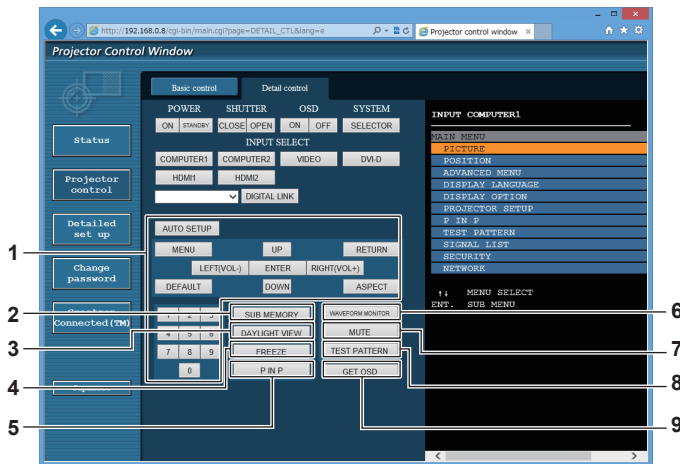 http://192.168.0.8/cgi-bin/main.cgi?page=DETAIL_CTL&lang=e
Projector control window
Projector Control Window
Basic control Detail control
POWER SHUTTER OSD SYSTEM
ON STANDBY CLOSE OPEN ON OFF SELECTOR
INPUT SELECT
COMPUTER1 COMPUTER2 VIDEO DVI-D
HDMI1 HDMI2
DIGITAL LINK
AUTO SETUP
MENU UP RETURN
LEFT(VOL-) ENTER RIGHT(VOL+)
DEFAULT DOWN ASPECT
1 2 3 SUB MEMORY WAVEFORM MONITOR
4 5 6 DAYLIGHT VIEW MUTE
7 8 9 FREEZE TEST PATTERN
0 P IN P GET OSD
Status
Projector
control
Detailed
set up
Change
password
Connected(TM)
INPUT COMPUTER1
MAIN MENU
PICTURE
POSITION
ADVANCED MENU
DISPLAY LANGUAGE
DISPLAY OPTION
PROJECTOR SETUP
P IN P
TEST PATTERN
SIGNAL LIST
SECURITY
NETWORK
↑↓ MENU SELECT
ENT. SUB MENU
1
2
3
4
5
6
7
8
9